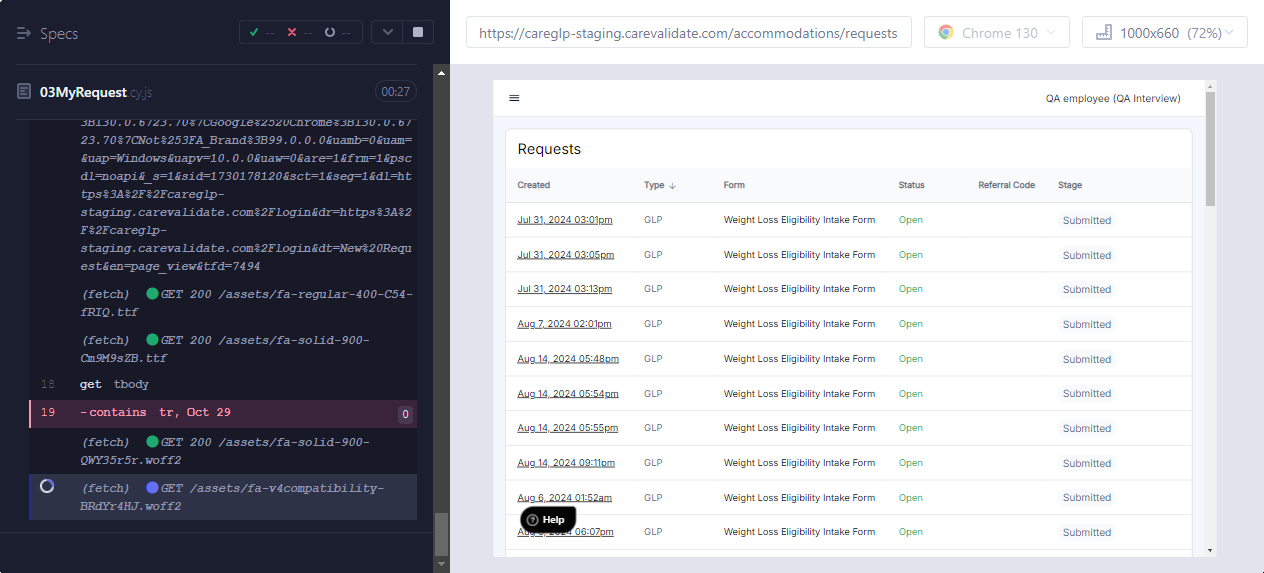 Specs
-- -- --
03MyRequest.cy.js
00:27
3B130.0.6723.70%7CGoogle%2520Chrome%3B130.0.67
23.70%7CNot%253FA_Brand%3B99.0.0.0&uamb=0&uam=
&uap=Windows&uapv=10.0.0&uaw=0&are=1&frm=1&psc
dl=noapi&_s=1&sid=1730178120&sct=1&seg=1&dl=ht
tps%3A%2F%2Fcareglp-
staging.carevalidate.com%2Flogin&dr=https%3A%2
F%2Fcareglp-
staging.carevalidate.com%2Flogin&dt=New%20Requ
est&en=page_view&tfd=7494
(fetch) GET 200 /assets/fa-regular-400-C54-
fRIQ.ttf
(fetch) GET 200 /assets/fa-solid-900-
Cm9M9sZB.ttf
18 get tbody
19 -contains tr, Oct 29 0
(fetch) GET 200 /assets/fa-solid-900-
QWY35r5r.woff2
(fetch) GET /assets/fa-v4compatibility-
BRdYr4HJ.woff2
https://careglp-staging.carevalidate.com/accommodations/requests
Chrome 130
1000x660 (72%)
QA employee (QA Interview)
Requests
Created Type Form Status Referral Code Stage
Jul 31, 2024 03:01pm GLP Weight Loss Eligibility Intake Form Open Submitted
Jul 31, 2024 03:05pm GLP Weight Loss Eligibility Intake Form Open Submitted
Jul 31, 2024 03:13pm GLP Weight Loss Eligibility Intake Form Open Submitted
Aug 7, 2024 02:01pm GLP Weight Loss Eligibility Intake Form Open Submitted
Aug 14, 2024 05:48pm GLP Weight Loss Eligibility Intake Form Open Submitted
Aug 14, 2024 05:54pm GLP Weight Loss Eligibility Intake Form Open Submitted
Aug 14, 2024 05:55pm GLP Weight Loss Eligibility Intake Form Open Submitted
Aug 14, 2024 09:11pm GLP Weight Loss Eligibility Intake Form Open Submitted
Aug 6, 2024 01:52am GLP Weight Loss Eligibility Intake Form Open Submitted
Help
06:07pm GLP Weight Loss Eligibility Intake Form Open Submitted